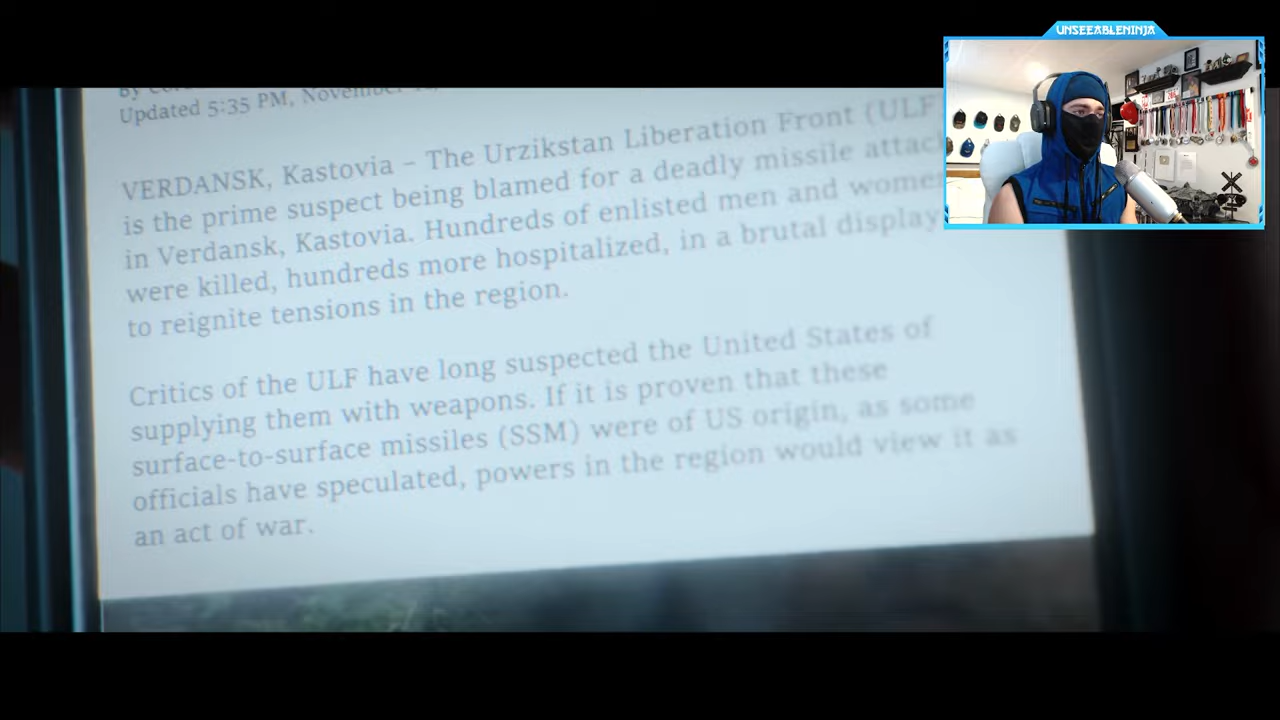 UNSEEABLENINJA
By
Updated 5:35 PM, November
VERDANSK, Kastovia – The Urzikstan Liberation Front (ULF
is the prime suspect being blamed for a deadly missile attac
in Verdansk, Kastovia. Hundreds of enlisted men and wome
were killed, hundreds more hospitalized, in a brutal display
to reignite tensions in the region.
Critics of the ULF have long suspected the United States of
supplying them with weapons. If it is proven that these
surface-to-surface missiles (SSM) were of US origin, as some
officials have speculated, powers in the region would view it as
an act of war.